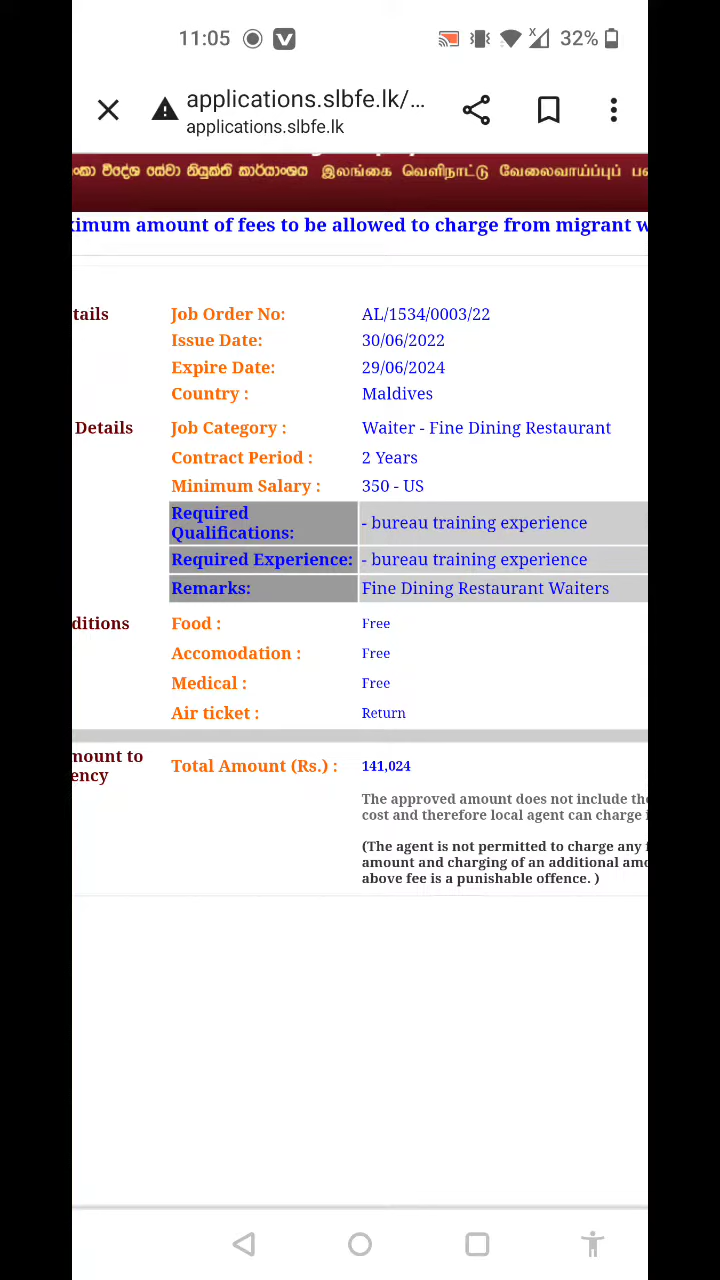 11:05
32%
applications.slbfe.lk/...
applications.slbfe.lk
ංකා විදේශ සේවා නියුක්ති කාර්යාංශය இலங்கை வெளிநாட்டு வேலைவாய்ப்புப்
ximum amount of fees to be allowed to charge from migrant w
tails
Job Order No: AL/1534/0003/22
Issue Date: 30/06/2022
Expire Date: 29/06/2024
Country : Maldives
Details
Job Category : Waiter - Fine Dining Restaurant
Contract Period : 2 Years
Minimum Salary : 350 - US
Required
Qualifications: - bureau training experience
Required Experience: - bureau training experience
Remarks: Fine Dining Restaurant Waiters
ditions
Food : Free
Accomodation : Free
Medical : Free
Air ticket : Return
mount to
ency
Total Amount (Rs.) : 141,024
The approved amount does not include the
cost and therefore local agent can charge i
(The agent is not permitted to charge any f
amount and charging of an additional amo
above fee is a punishable offence. )